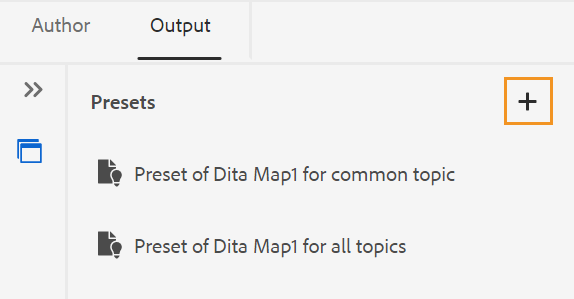 Author Output
Presets
Preset of Dita Map1 for common topic
Preset of Dita Map1 for all topics